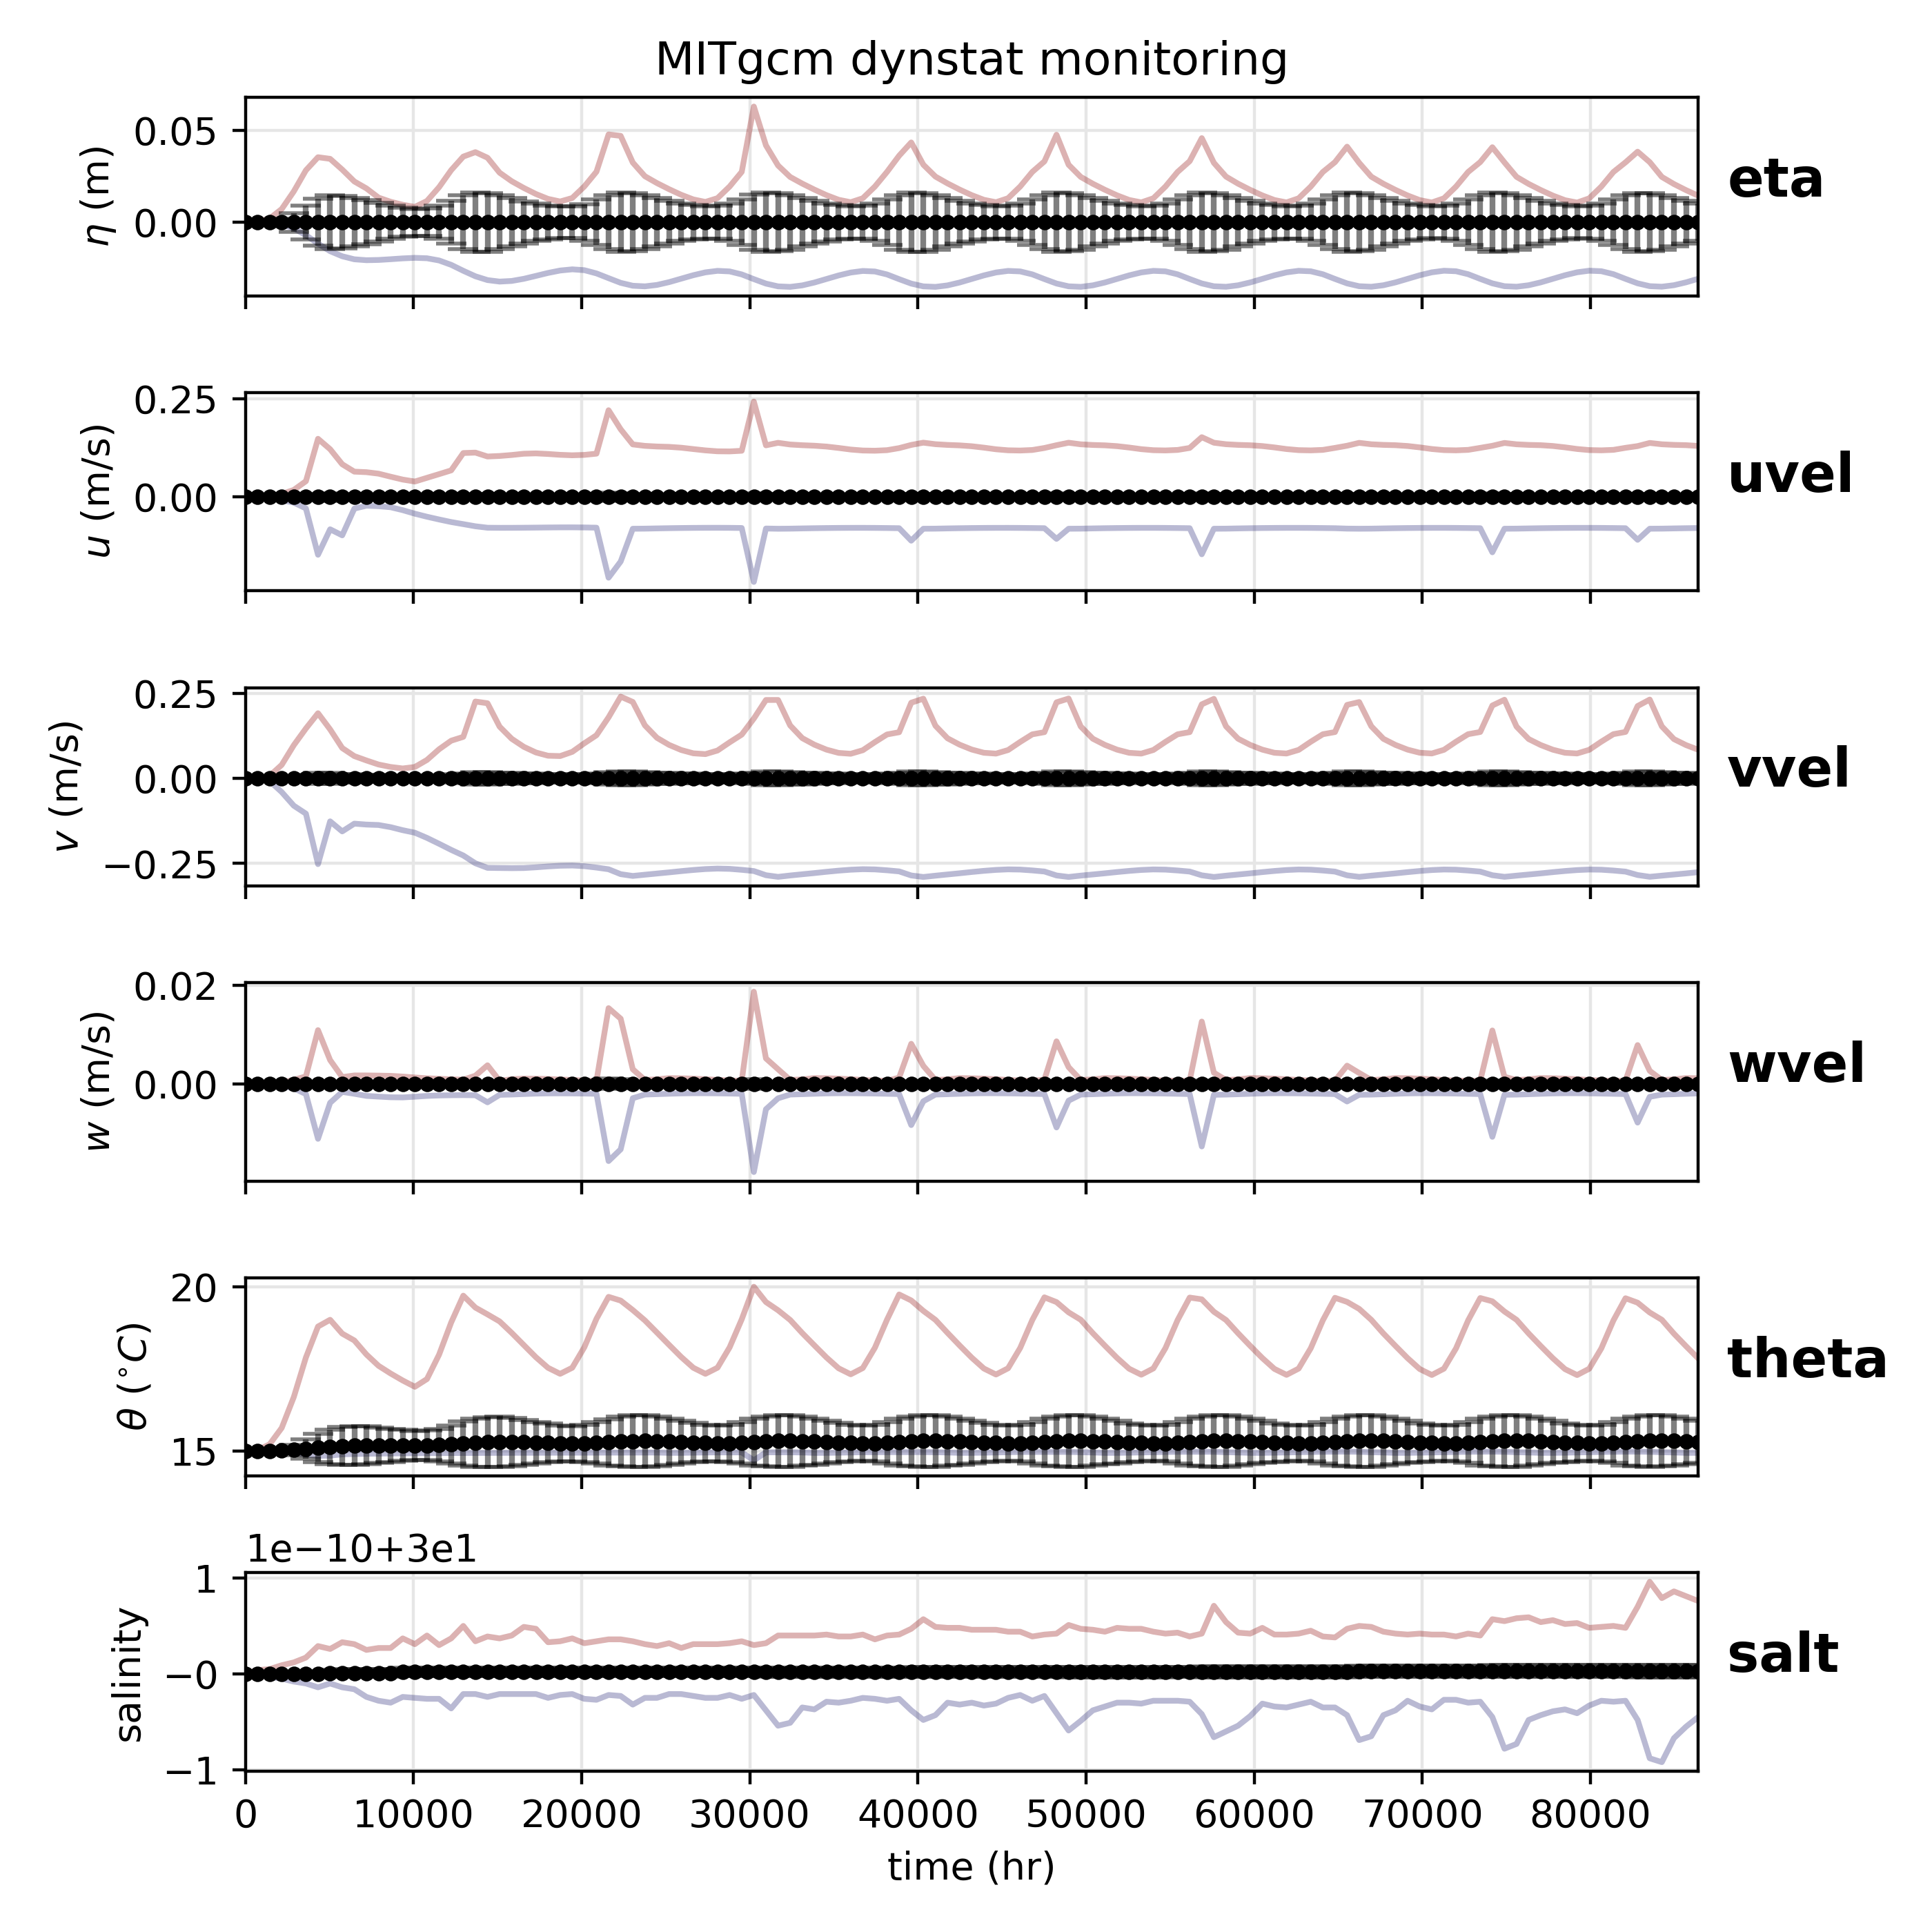 MITgcm dynstat monitoring
0.05
0.00
η (m)
eta
0.25
0.00
u (m/s)
uvel
0.25
0.00
−0.25
v (m/s)
vvel
0.02
0.00
w (m/s)
wvel
20
15
θ (°C)
theta
1e−10+3e1
1
−0
−1
salinity
salt
0 10000 20000 30000 40000 50000 60000 70000 80000
time (hr)